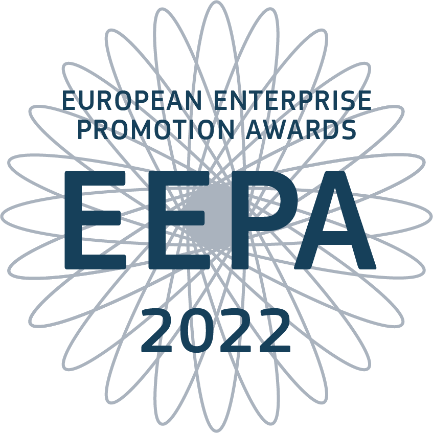 EUROPEAN ENTERPRISE
PROMOTION AWARDS
EEPA
2022